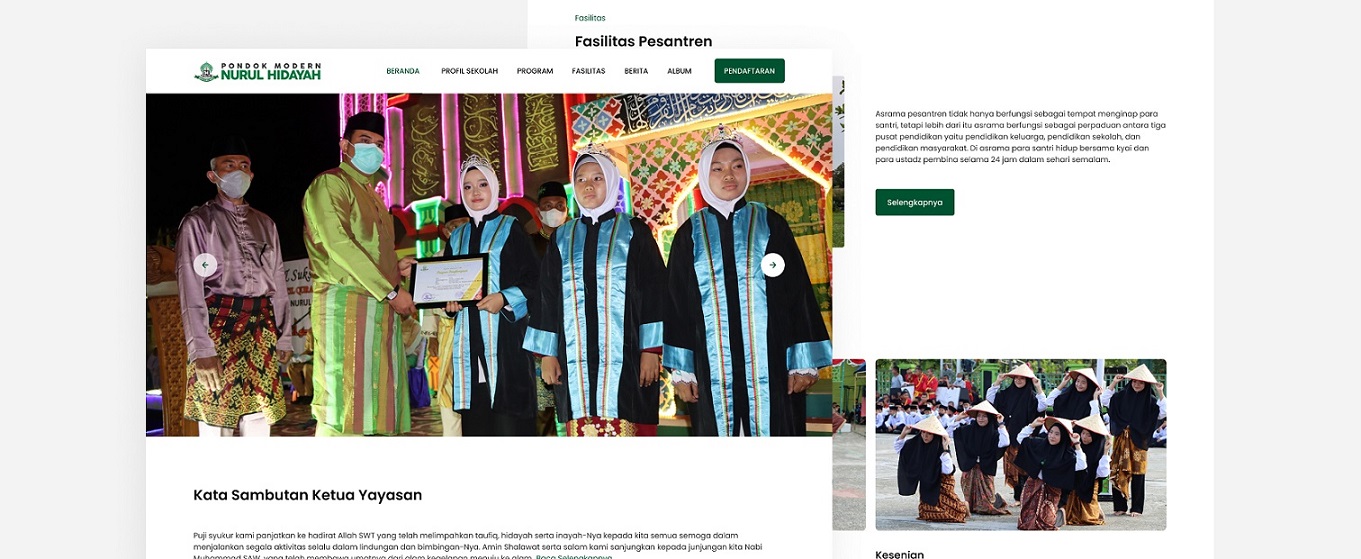 Fasilitas
Fasilitas Pesantren
PONDOK MODERN
NURUL HIDAYAH
BERANDA PROFIL SEKOLAH PROGRAM FASILITAS BERITA ALBUM PENDAFTARAN
Asrama pesantren tidak hanya berfungsi sebagai tempat menginap para
santri, tetapi lebih dari itu asrama berfungsi sebagai perpaduan antara tiga
pusat pendidikan yaitu pendidikan keluarga, pendidikan sekolah, dan
pendidikan masyarakat. Di asrama para santri hidup bersama kyai dan
para ustadz pembina selama 24 jam dalam sehari semalam.
Selengkapnya
Kata Sambutan Ketua Yayasan
Puji syukur kami panjatkan ke hadirat Allah SWT yang telah melimpahkan taufiq, hidayah serta inayah-Nya kepada kita semua semoga dalam
menjalankan segala aktivitas selalu dalam lindungan dan bimbingan-Nya. Amin Shalawat serta salam kami sanjungkan kepada junjungan kita Nabi
Muhammad SAW, yang telah membawa umatnya dari alam kegelapan menuju ke alam. Baca Selengkapnya
Kesenian